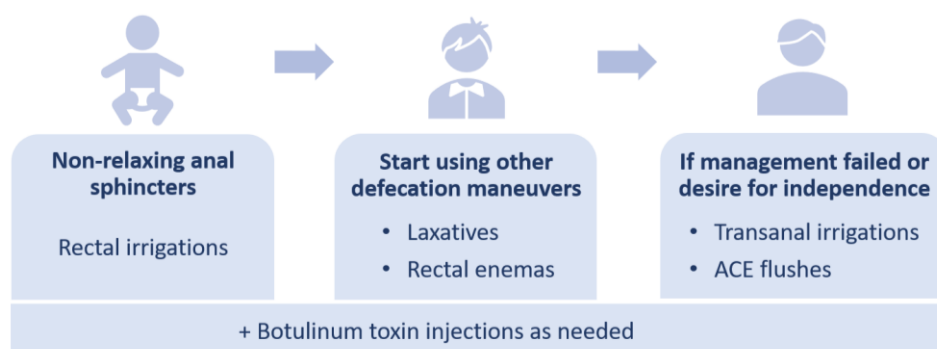 Non-relaxing anal
sphincters
Rectal irrigations
Start using other
defecation maneuvers
• Laxatives
• Rectal enemas
If management failed or
desire for independence
• Transanal irrigations
• ACE flushes
+ Botulinum toxin injections as needed